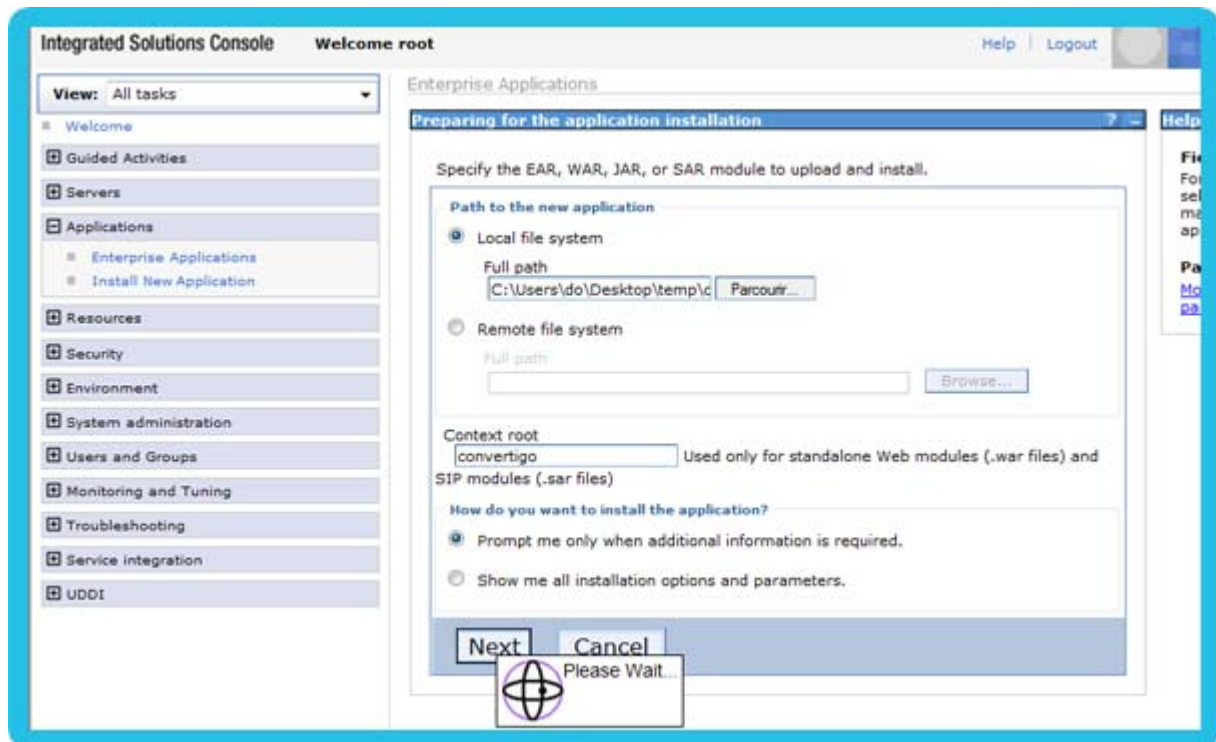 Integrated Solutions Console Welcome root Help Logout
View: All tasks
Welcome
Guided Activities
Servers
Applications
Enterprise Applications
Install New Application
Resources
Security
Environment
System administration
Users and Groups
Monitoring and Tuning
Troubleshooting
Service integration
UDDI
Enterprise Applications
Preparing for the application installation ? -
Specify the EAR, WAR, JAR, or SAR module to upload and install.
Path to the new application
Local file system
Full path
C:\Users\do\Desktop\temp\c Parcourir...
Remote file system
Full path
Browse...
Context root
convertigo Used only for standalone Web modules (.war files) and
SIP modules (.sar files)
How do you want to install the application?
Prompt me only when additional information is required.
Show me all installation options and parameters.
Next Cancel
Please Wait...
Help